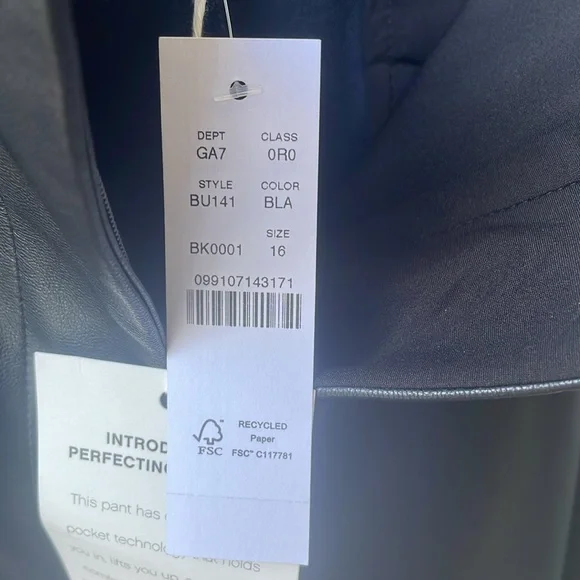 DEPT CLASS
GA7 0R0
STYLE COLOR
BU141 BLA
SIZE
BK0001 16
099107143171
RECYCLED
Paper
FSC
FSC™ C117781
INTROD
PERFECTING
This pant has
pocket technology that holds
you in, lifts you up,